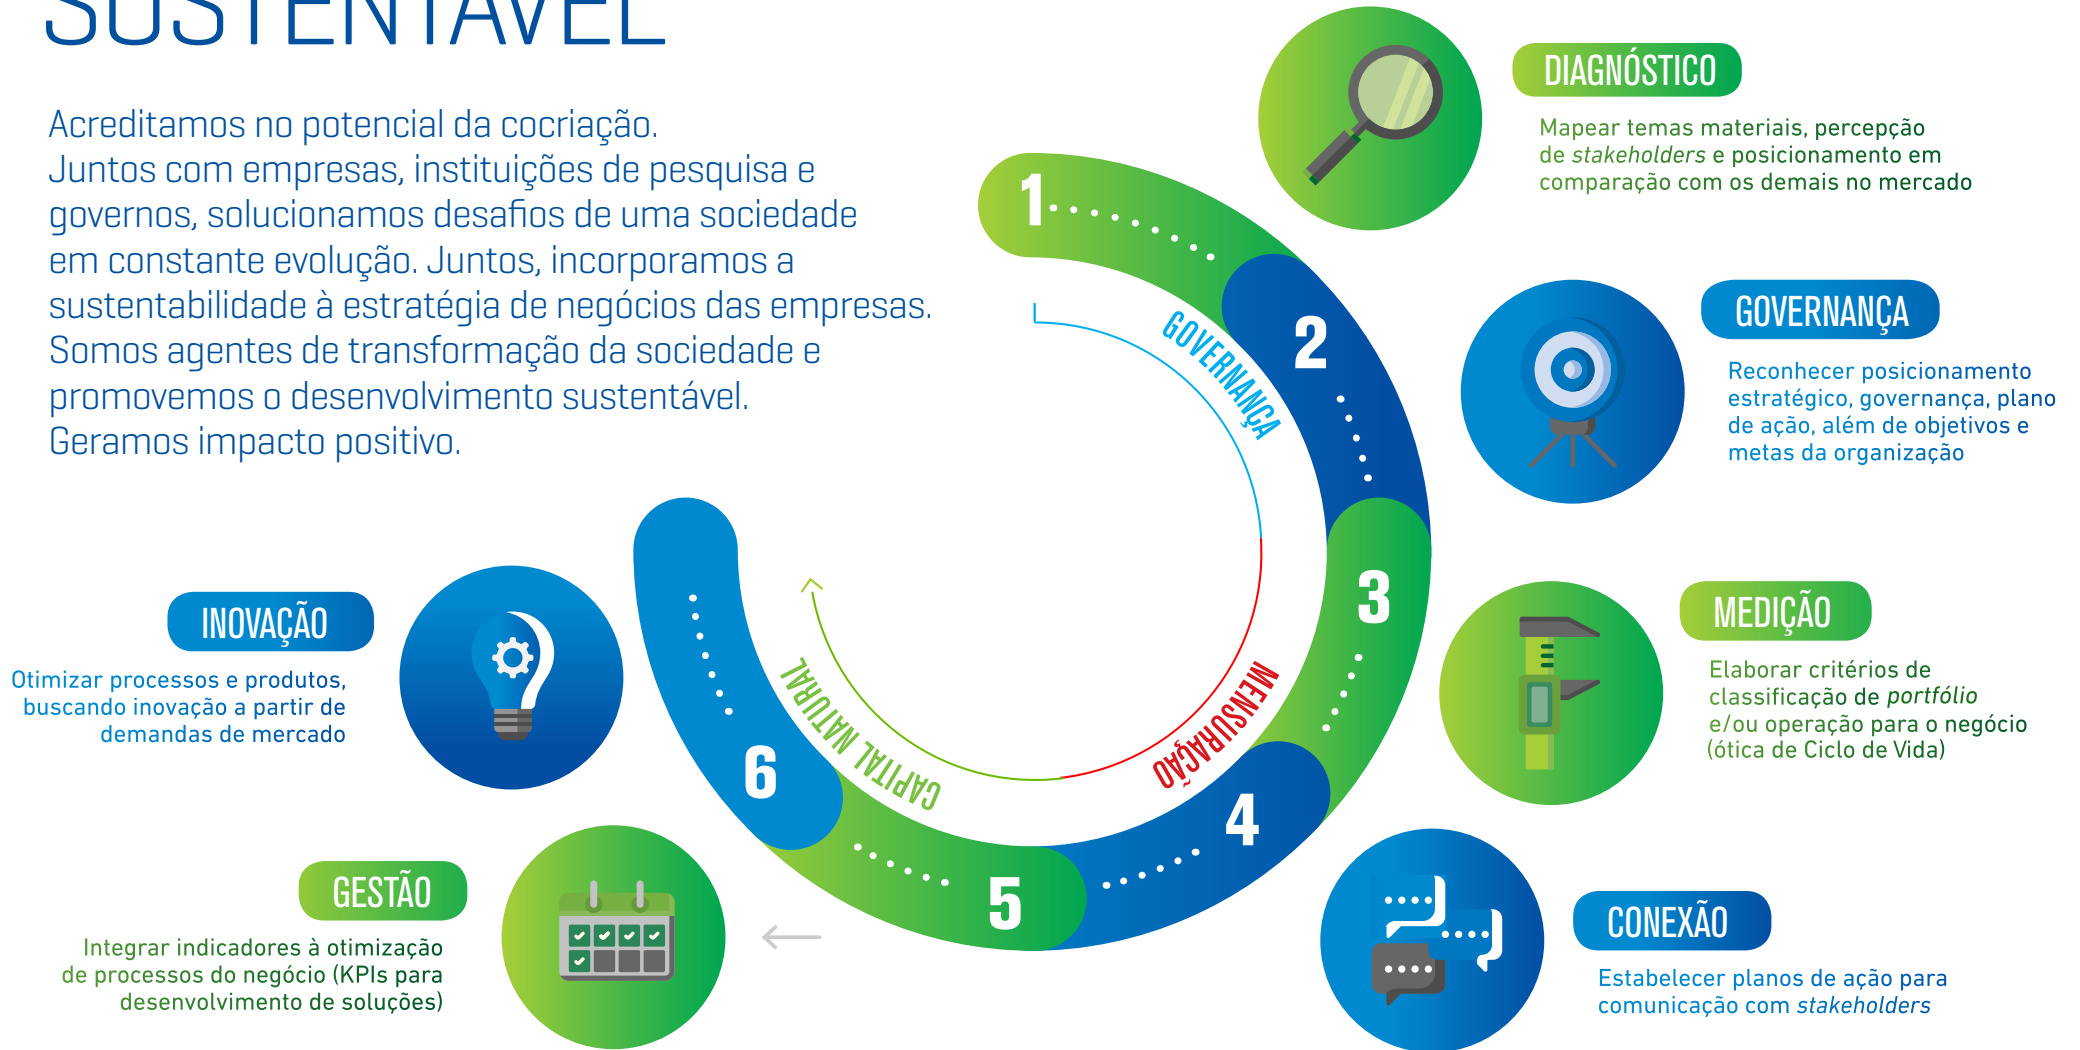 SUSTENTÁVEL
Acreditamos no potencial da cocriação.
Juntos com empresas, instituições de pesquisa e
governos, solucionamos desafios de uma sociedade
em constante evolução. Juntos, incorporamos a
sustentabilidade à estratégia de negócios das empresas.
Somos agentes de transformação da sociedade e
promovemos o desenvolvimento sustentável.
Geramos impacto positivo.
1
DIAGNÓSTICO
Mapear temas materiais, percepção
de stakeholders e posicionamento em
comparação com os demais no mercado
2
GOVERNANÇA
Reconhecer posicionamento
estratégico, governança, plano
de ação, além de objetivos e
metas da organização
3
MEDIÇÃO
Elaborar critérios de
classificação de portfólio
e/ou operação para o negócio
(ótica de Ciclo de Vida)
4
CONEXÃO
Estabelecer planos de ação para
comunicação com stakeholders
5
GESTÃO
Integrar indicadores à otimização
de processos do negócio (KPIs para
desenvolvimento de soluções)
6
INOVAÇÃO
Otimizar processos e produtos,
buscando inovação a partir de
demandas de mercado
GOVERNANÇA
MENSURAÇÃO
CAPITAL NATURAL